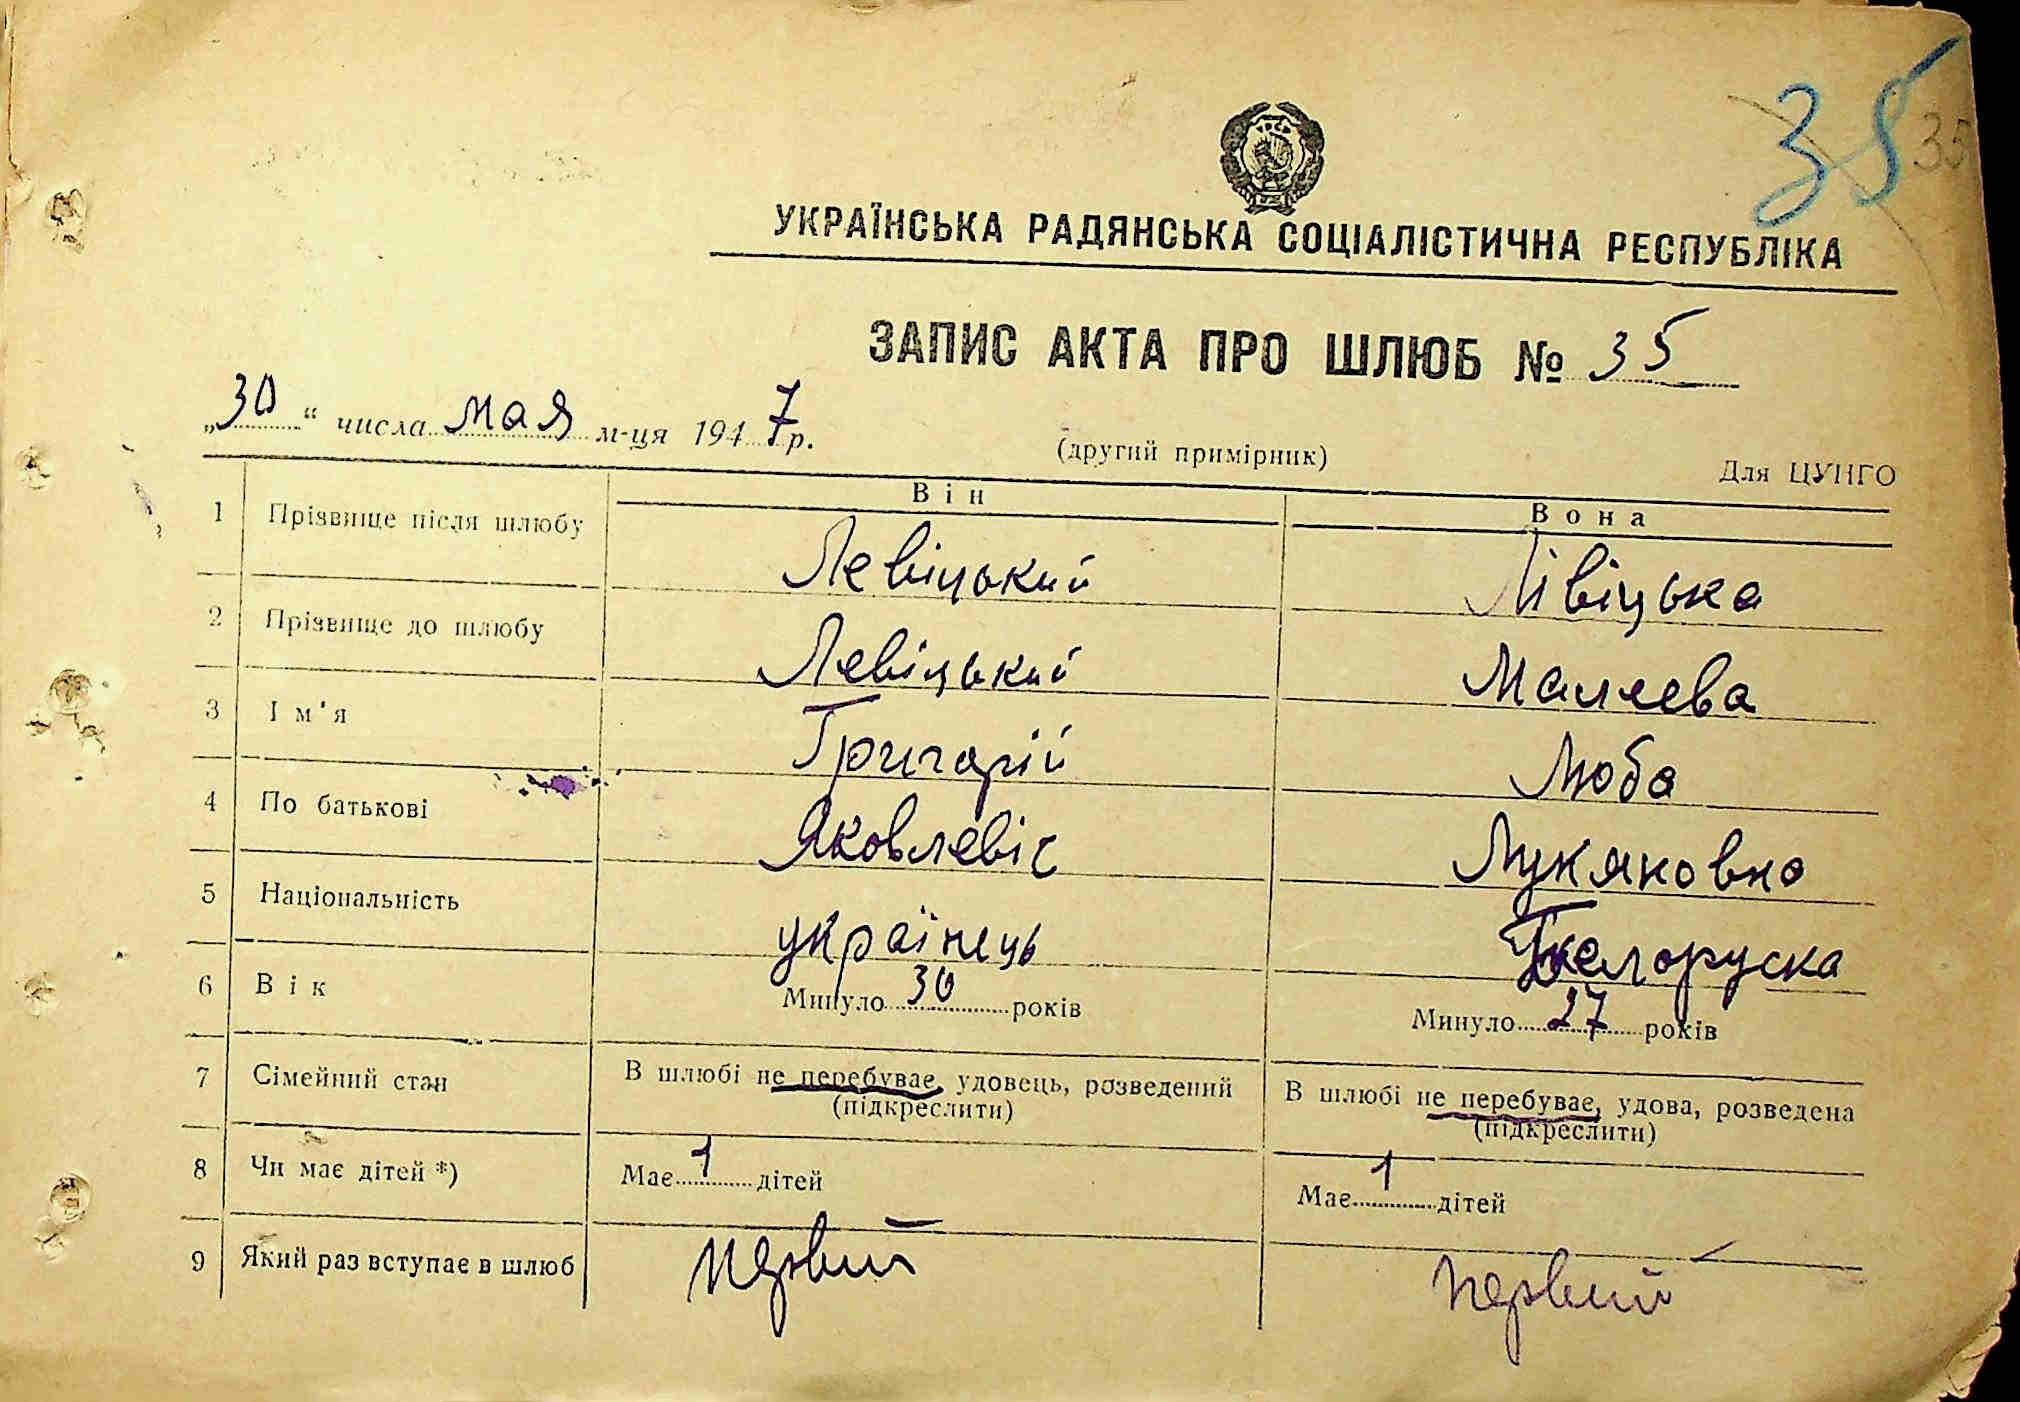 35 35
УКРАЇНСЬКА РАДЯНСЬКА СОЦІАЛІСТИЧНА РЕСПУБЛІКА
ЗАПИС АКТА ПРО ШЛЮБ № 35
„30“ числа мая м-ця 1947 р.
(другий примірник) Для ЦУНГО
Він Вона
1 Прізвище після шлюбу Левіцький Лівіцька
2 Прізвище до шлюбу Левіцький Малеева
3 Ім'я Григорій Люба
4 По батькові Яковлевіс Лукяновна
5 Національність українець Белоруска
6 Вік Минуло 30 років Минуло 27 років
7 Сімейний стан В шлюбі не перебуває, удовець, розведений В шлюбі не перебуває, удова, розведена
(підкреслити) (підкреслити)
8 Чи має дітей *) Має 1 дітей Має 1 дітей
9 Який раз вступає в шлюб первий первий